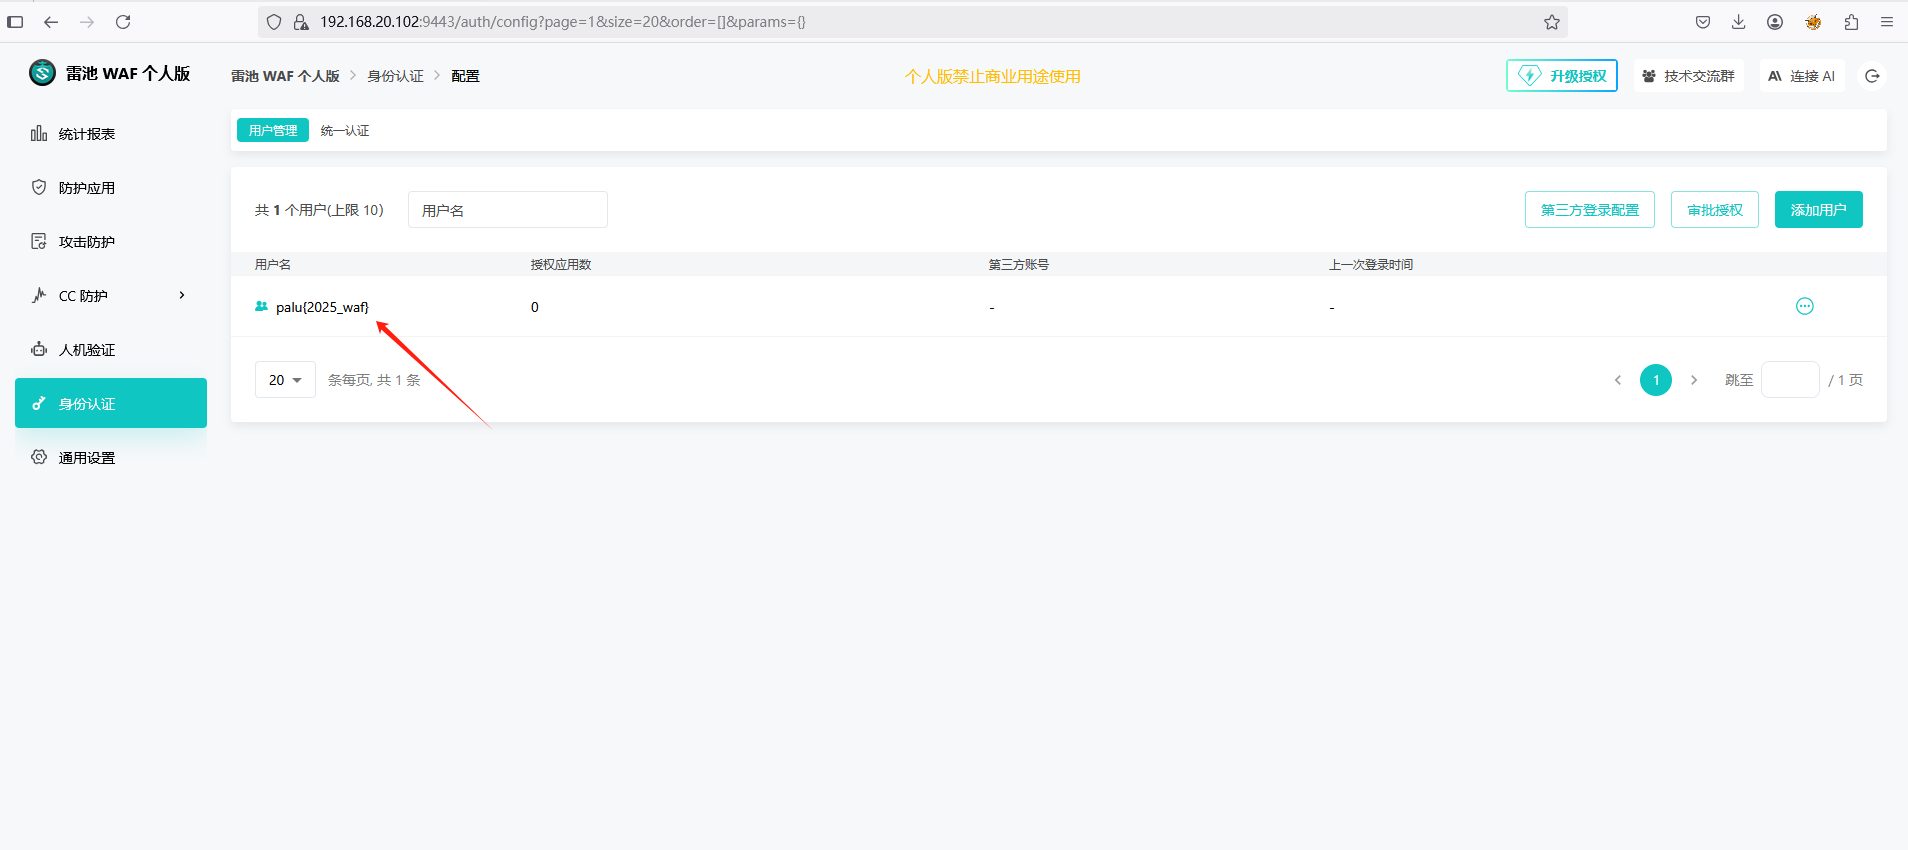 192.168.20.102:9443/auth/config?page=1&size=20&order=[]&params={}
雷池 WAF 个人版
雷池 WAF 个人版 > 身份认证 > 配置
个人版禁止商业用途使用
升级授权
技术交流群
连接 AI
统计报表
防护应用
攻击防护
CC 防护
人机验证
身份认证
通用设置
用户管理 统一认证
共 1 个用户(上限 10)
用户名
第三方登录配置
审批授权
添加用户
用户名 授权应用数 第三方账号 上一次登录时间
palu{2025_waf} 0 - -
20 条每页, 共 1 条
1 跳至 / 1 页